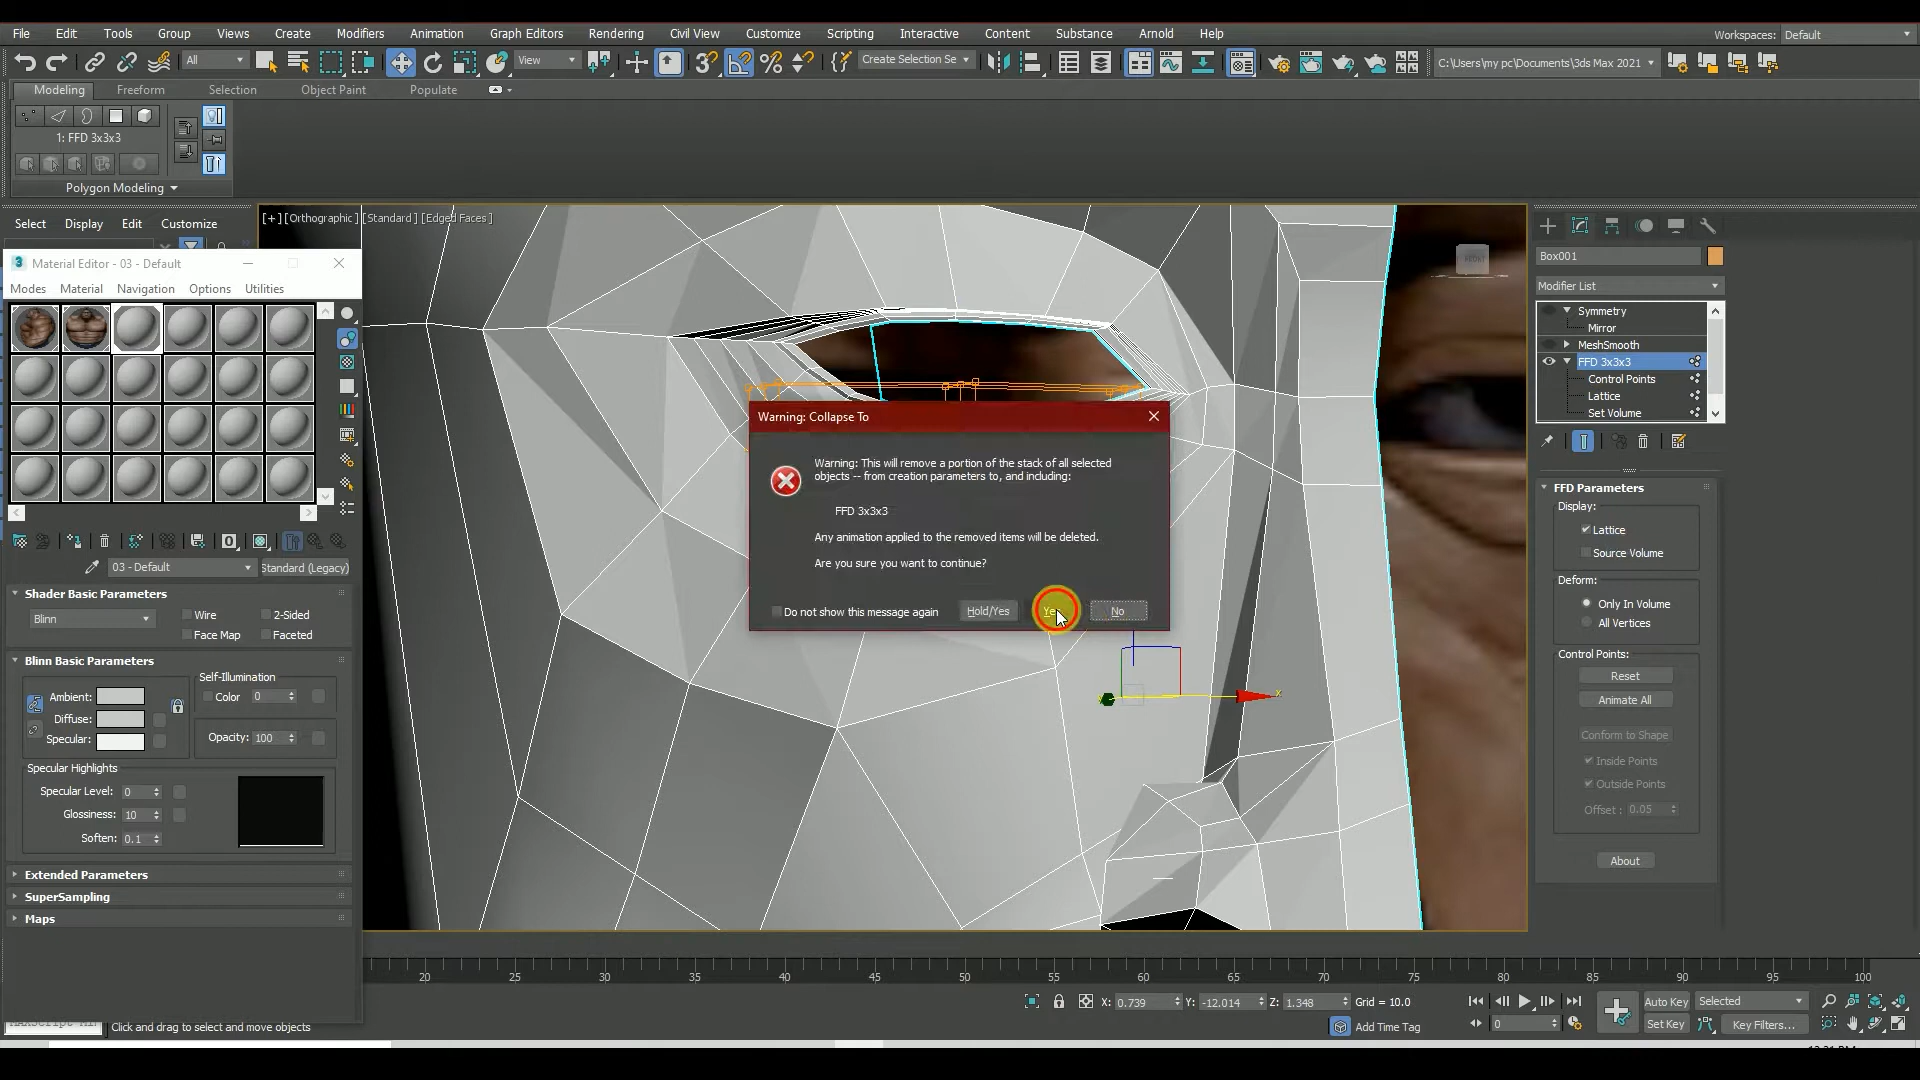 File Edit Tools Group Views Create Modifiers Animation Graph Editors Rendering Civil View Customize Scripting Interactive Content Substance Arnold Help
Workspaces: Default
All View Create Selection Se C:\Users\my pc\Documents\3ds Max 2021
Modeling Freeform Selection Object Paint Populate
1: FFD 3x3x3
Polygon Modeling
Select Display Edit Customize
[+] [Orthographic] [Standard] [Edged Faces]
FRONT
Material Editor - 03 - Default
Modes Material Navigation Options Utilities
03 - Default Standard (Legacy)
Shader Basic Parameters
Blinn Wire 2-Sided
Face Map Faceted
Blinn Basic Parameters
Self-Illumination
Ambient: Color 0
Diffuse:
Specular: Opacity: 100
Specular Highlights
Specular Level: 0
Glossiness: 10
Soften: 0.1
Extended Parameters
SuperSampling
Maps
Warning: Collapse To
Warning: This will remove a portion of the stack of all selected
objects -- from creation parameters to, and including:
FFD 3x3x3
Any animation applied to the removed items will be deleted.
Are you sure you want to continue?
Do not show this message again Hold/Yes Yes No
x
Box001
Modifier List
Symmetry
Mirror
MeshSmooth
FFD 3x3x3
Control Points
Lattice
Set Volume
FFD Parameters
Display:
Lattice
Source Volume
Deform:
Only In Volume
All Vertices
Control Points:
Reset
Animate All
Conform to Shape
Inside Points
Outside Points
Offset : 0.05
About
20 25 30 35 40 45 50 55 60 65 70 75 80 85 90 95 100
X: 0.739 Y: -12.014 Z: 1.348 Grid = 10.0
Auto Key Selected
Click and drag to select and move objects
Add Time Tag
0
Set Key Key Filters...